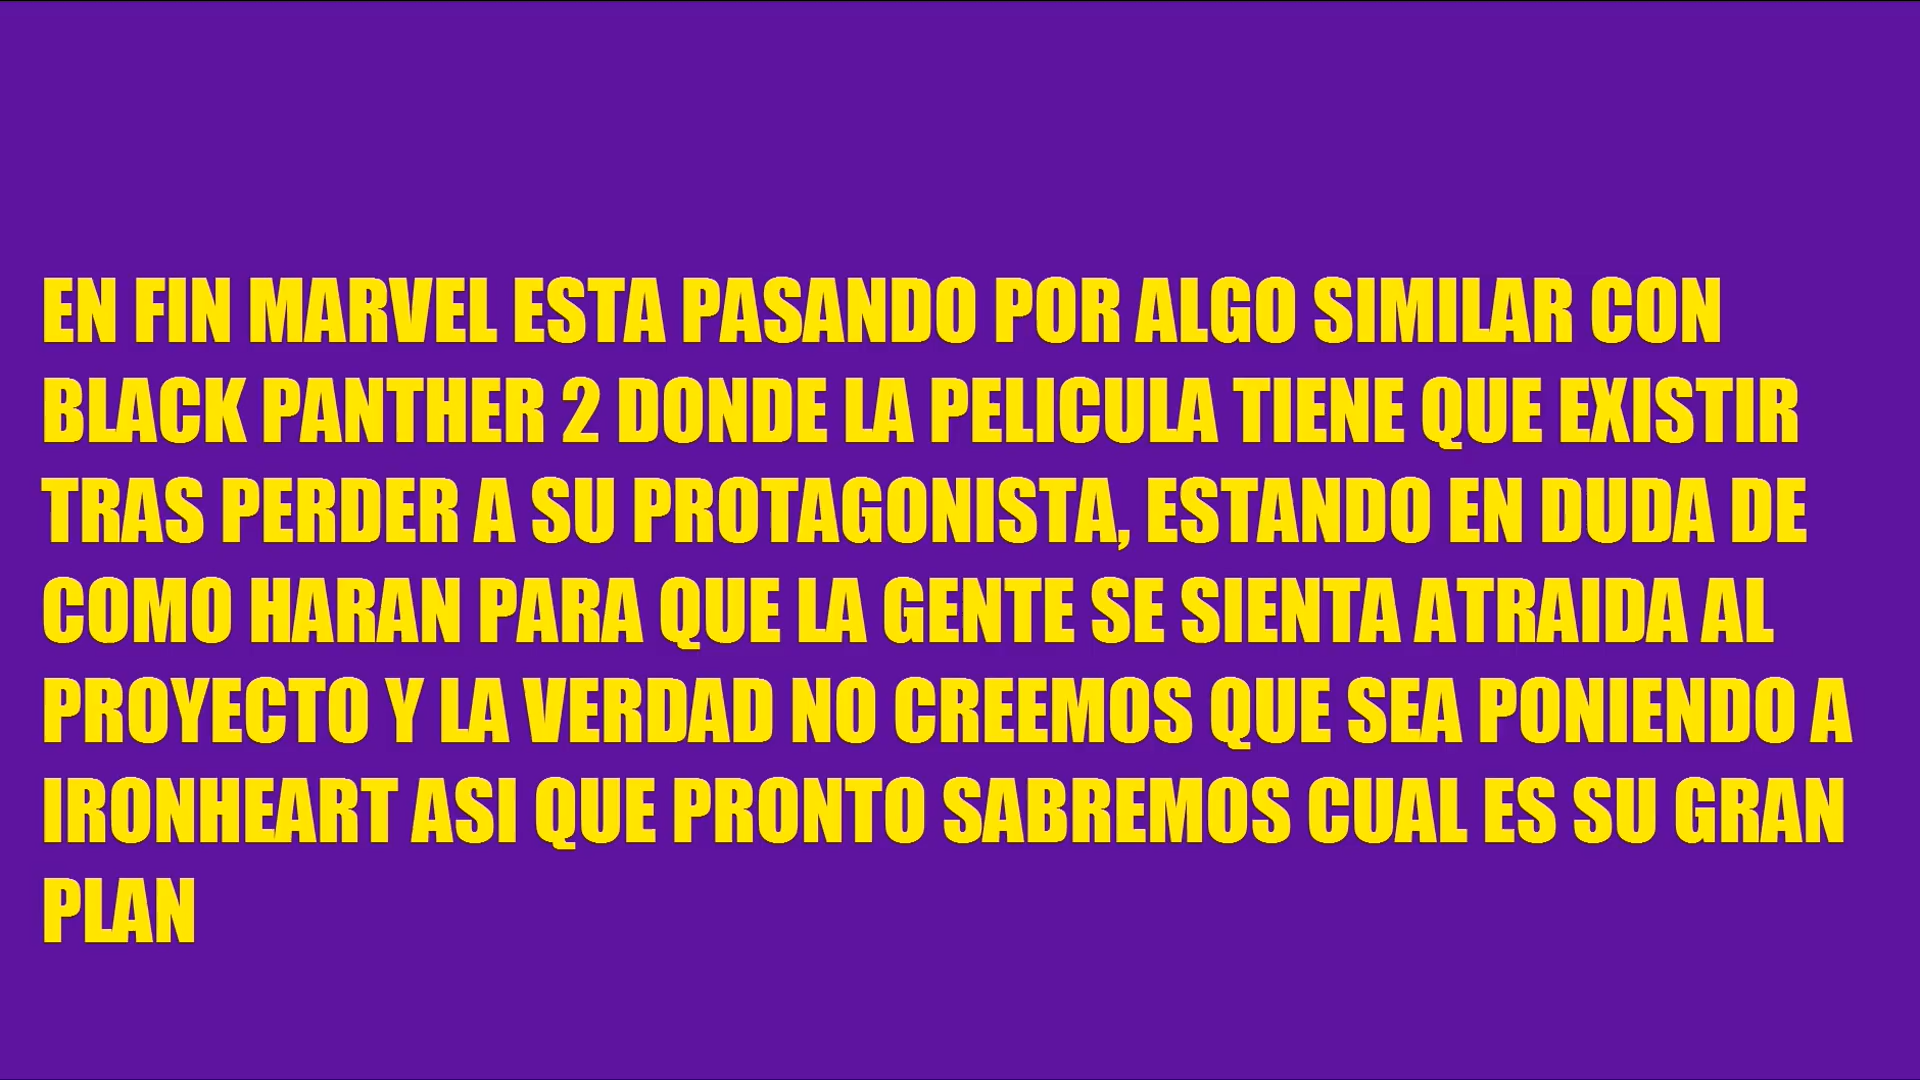 EN FIN MARVEL ESTA PASANDO POR ALGO SIMILAR CON
BLACK PANTHER 2 DONDE LA PELICULA TIENE QUE EXISTIR
TRAS PERDER A SU PROTAGONISTA, ESTANDO EN DUDA DE
COMO HARAN PARA QUE LA GENTE SE SIENTA ATRAIDA AL
PROYECTO Y LA VERDAD NO CREEMOS QUE SEA PONIENDO A
IRONHEART ASI QUE PRONTO SABREMOS CUAL ES SU GRAN
PLAN